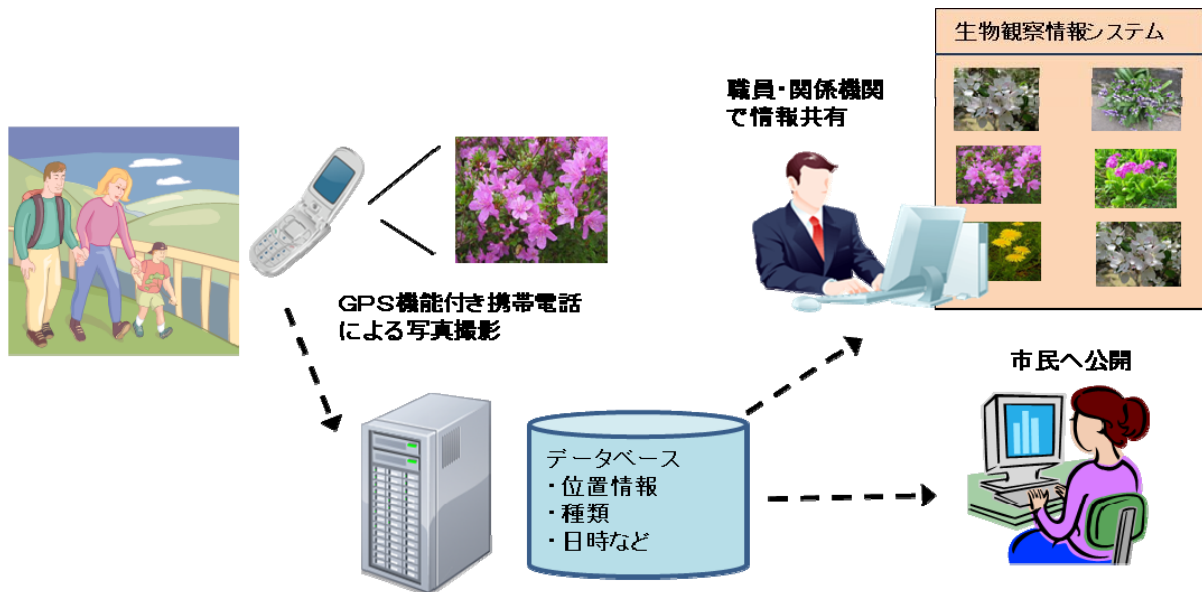 生物観察情報システム
職員・関係機関
で情報共有
GPS機能付き携帯電話
による写真撮影
市民へ公開
データベース
・位置情報
・種類
・日時など